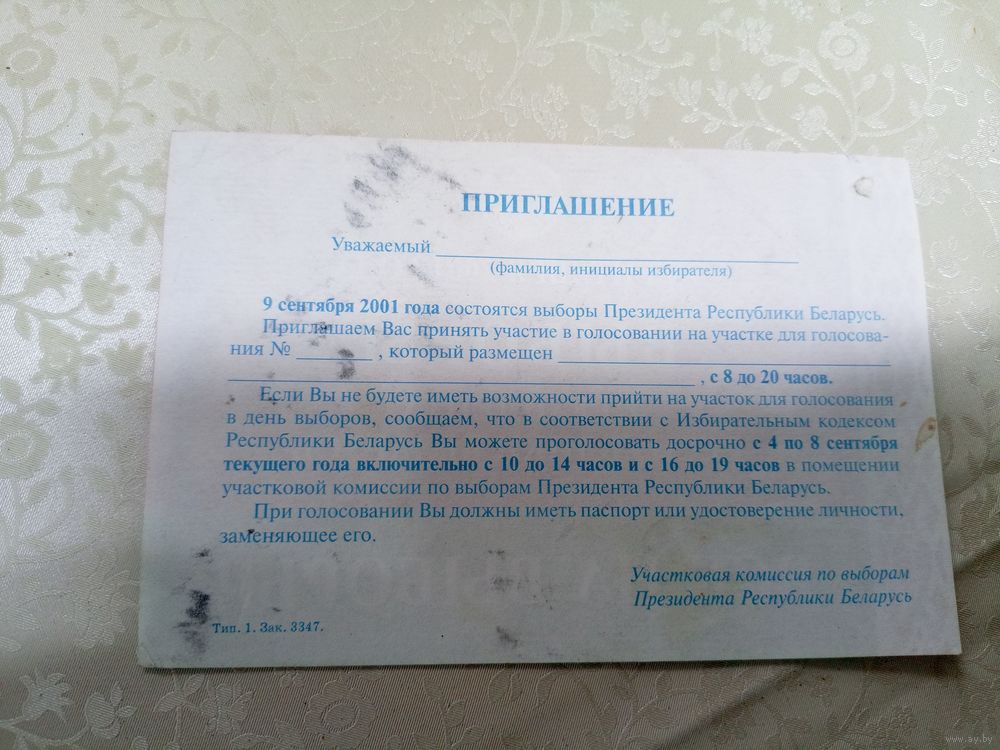 ПРИГЛАШЕНИЕ
Уважаемый
(фамилия, инициалы избирателя)
9 сентября 2001 года состоятся выборы Президента Республики Беларусь.
Приглашаем Вас принять участие в голосовании на участке для голосова-
ния № ________ , который размещен
, с 8 до 20 часов.
Если Вы не будете иметь возможности прийти на участок для голосования
в день выборов, сообщаем, что в соответствии с Избирательным кодексом
Республики Беларусь Вы можете проголосовать досрочно с 4 по 8 сентября
текущего года включительно с 10 до 14 часов и с 16 до 19 часов в помещении
участковой комиссии по выборам Президента Республики Беларусь.
При голосовании Вы должны иметь паспорт или удостоверение личности,
заменяющее его.
Участковая комиссия по выборам
Президента Республики Беларусь
Тип. 1. Зак. 3347.
www.ay.by